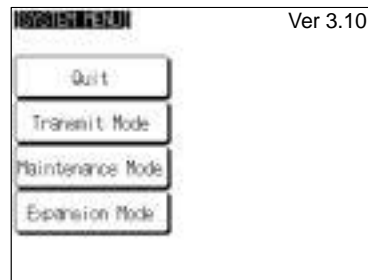 [SYSTEM MENU]
Ver 3.10
Quit
Transmit Mode
Maintenance Mode
Expansion Mode